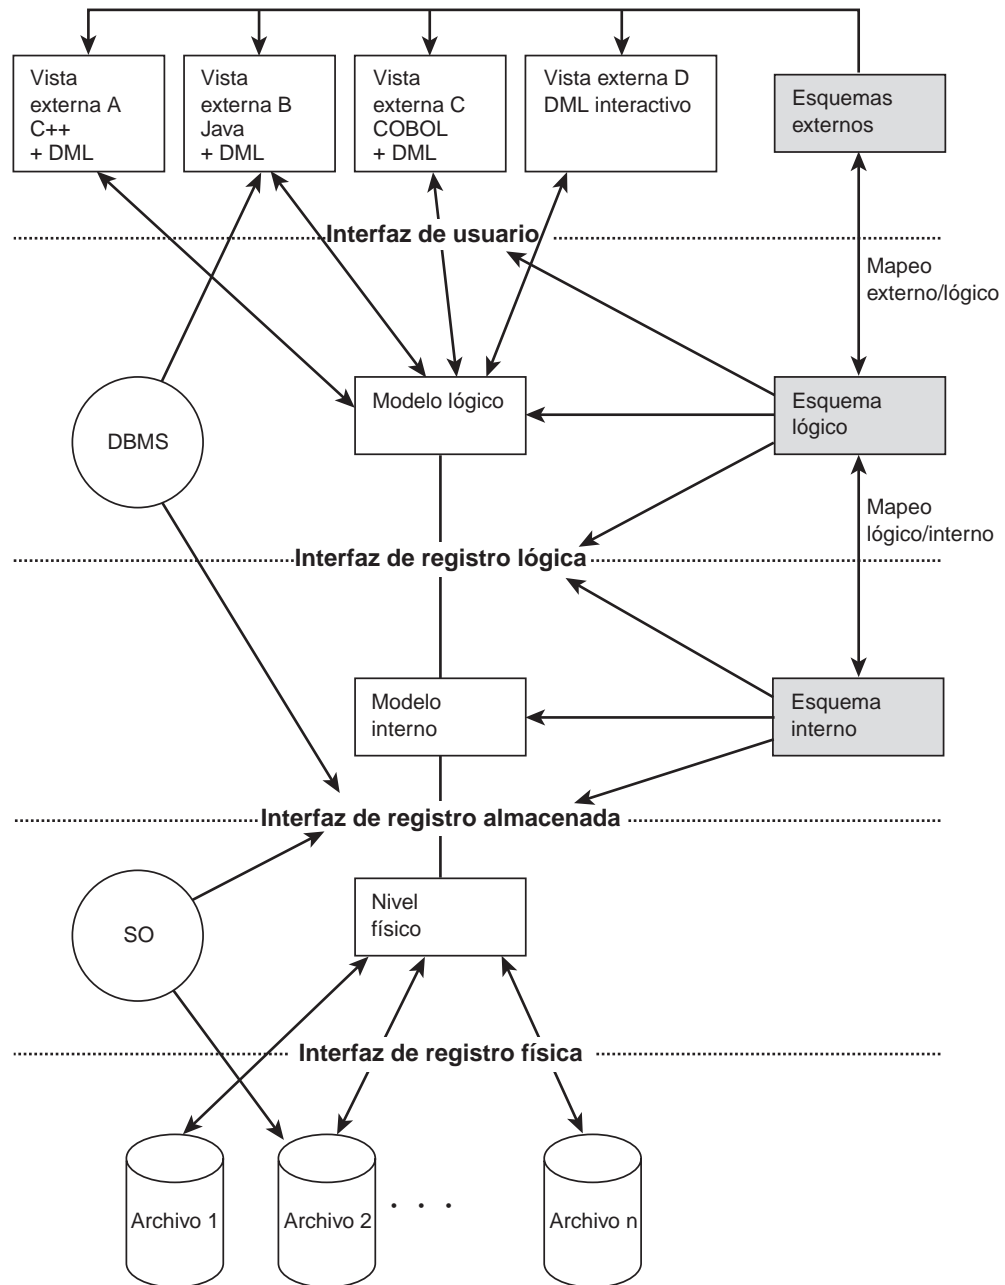 Vista
externa A
C++
+ DML
Vista
externa B
Java
+ DML
Vista
externa C
COBOL
+ DML
Vista externa D
DML interactivo
Esquemas
externos
Interfaz de usuario
Mapeo
externo/lógico
DBMS
Modelo lógico
Esquema
lógico
Mapeo
lógico/interno
Interfaz de registro lógica
Modelo
interno
Esquema
interno
Interfaz de registro almacenada
SO
Nivel
físico
Interfaz de registro física
Archivo 1
Archivo 2
. . .
Archivo n